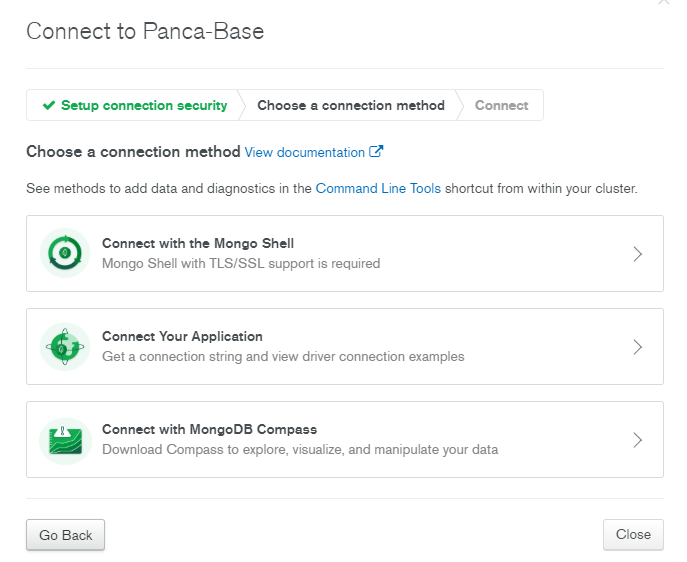 Connect to Panca-Base
Setup connection security Choose a connection method Connect
Choose a connection method View documentation
See methods to add data and diagnostics in the Command Line Tools shortcut from within your cluster.
Connect with the Mongo Shell
Mongo Shell with TLS/SSL support is required
Connect Your Application
Get a connection string and view driver connection examples
Connect with MongoDB Compass
Download Compass to explore, visualize, and manipulate your data
Go Back Close